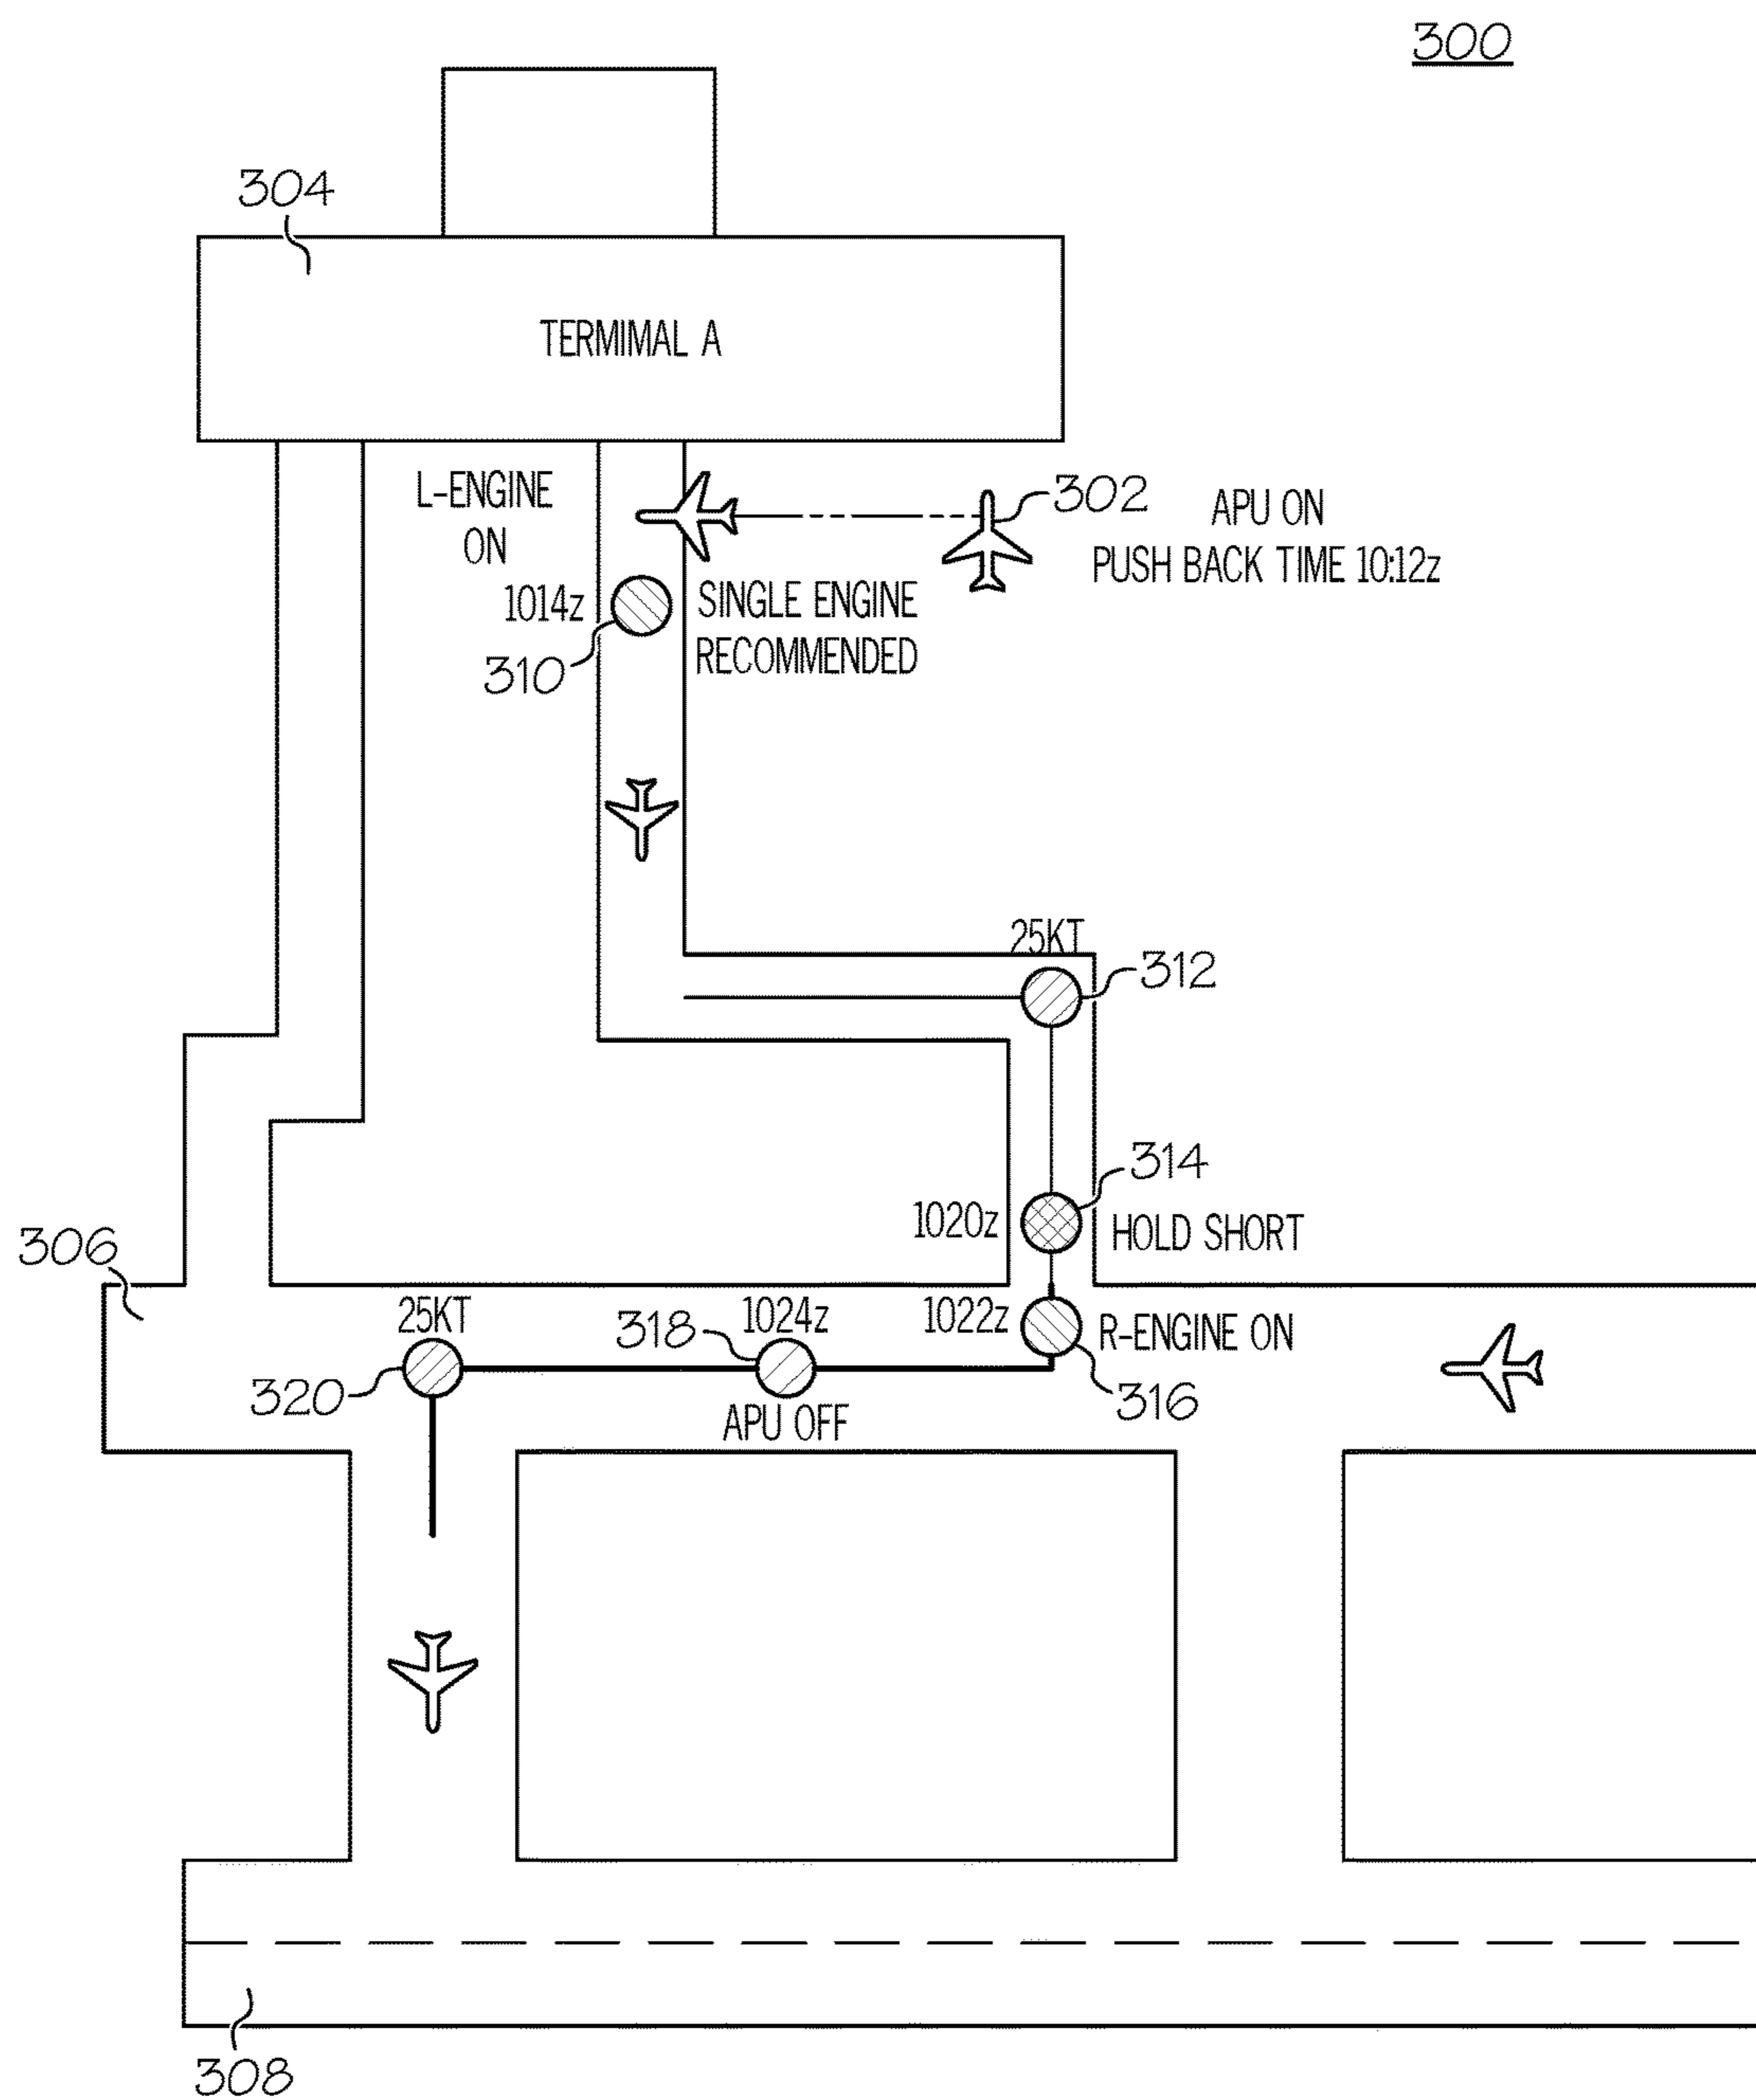 300
304
TERMIMAL A
L-ENGINE
ON
302
APU ON
PUSH BACK TIME 10:12z
1014z
SINGLE ENGINE
RECOMMENDED
310
25KT
312
314
1020z
HOLD SHORT
306
25KT
318
1024z
1022z
R-ENGINE ON
320
APU OFF
316
308